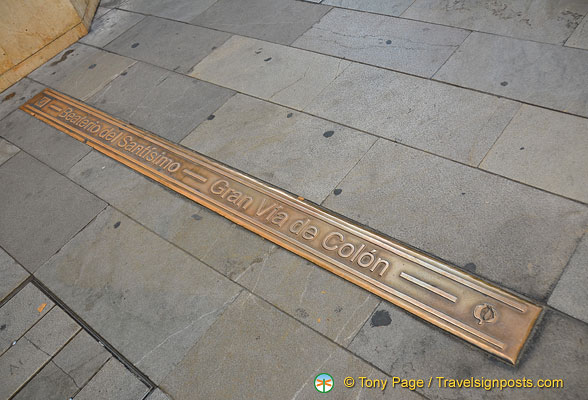 Beaterio del Santísimo — Gran Vía de Colón —
© Tony Page / Travelsignposts.com